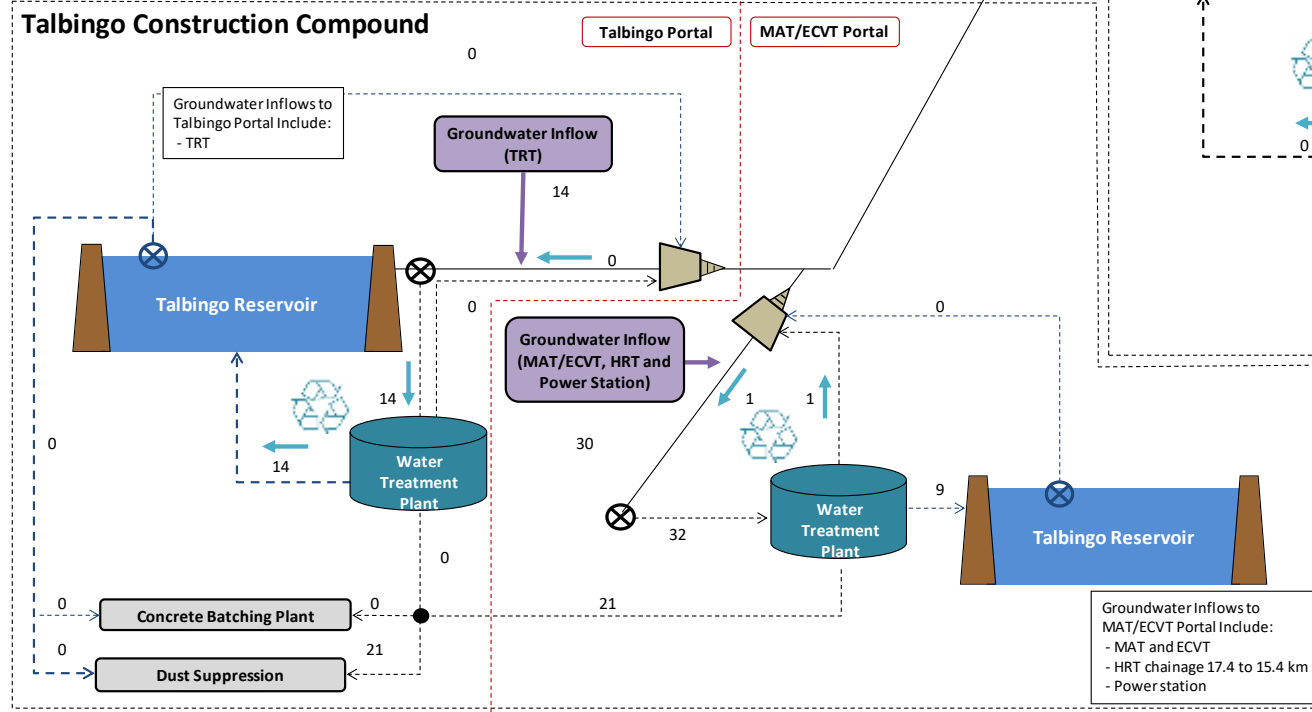 Talbingo Construction Compound
Talbingo Portal
MAT/ECVT Portal
0
Groundwater Inflows to
Talbingo Portal Include:
- TRT
Groundwater Inflow
(TRT)
14
0
0
Talbingo Reservoir
0
0
Groundwater Inflow
(MAT/ECVT, HRT and
Power Station)
14
1
1
0
14
30
Water
Treatment
Plant
9
Water
Treatment
Plant
Talbingo Reservoir
32
0
0
Concrete Batching Plant
0
21
0
Dust Suppression
21
Groundwater Inflows to
MAT/ECVT Portal Include:
- MAT and ECVT
- HRT chainage 17.4 to 15.4 km
- Power station